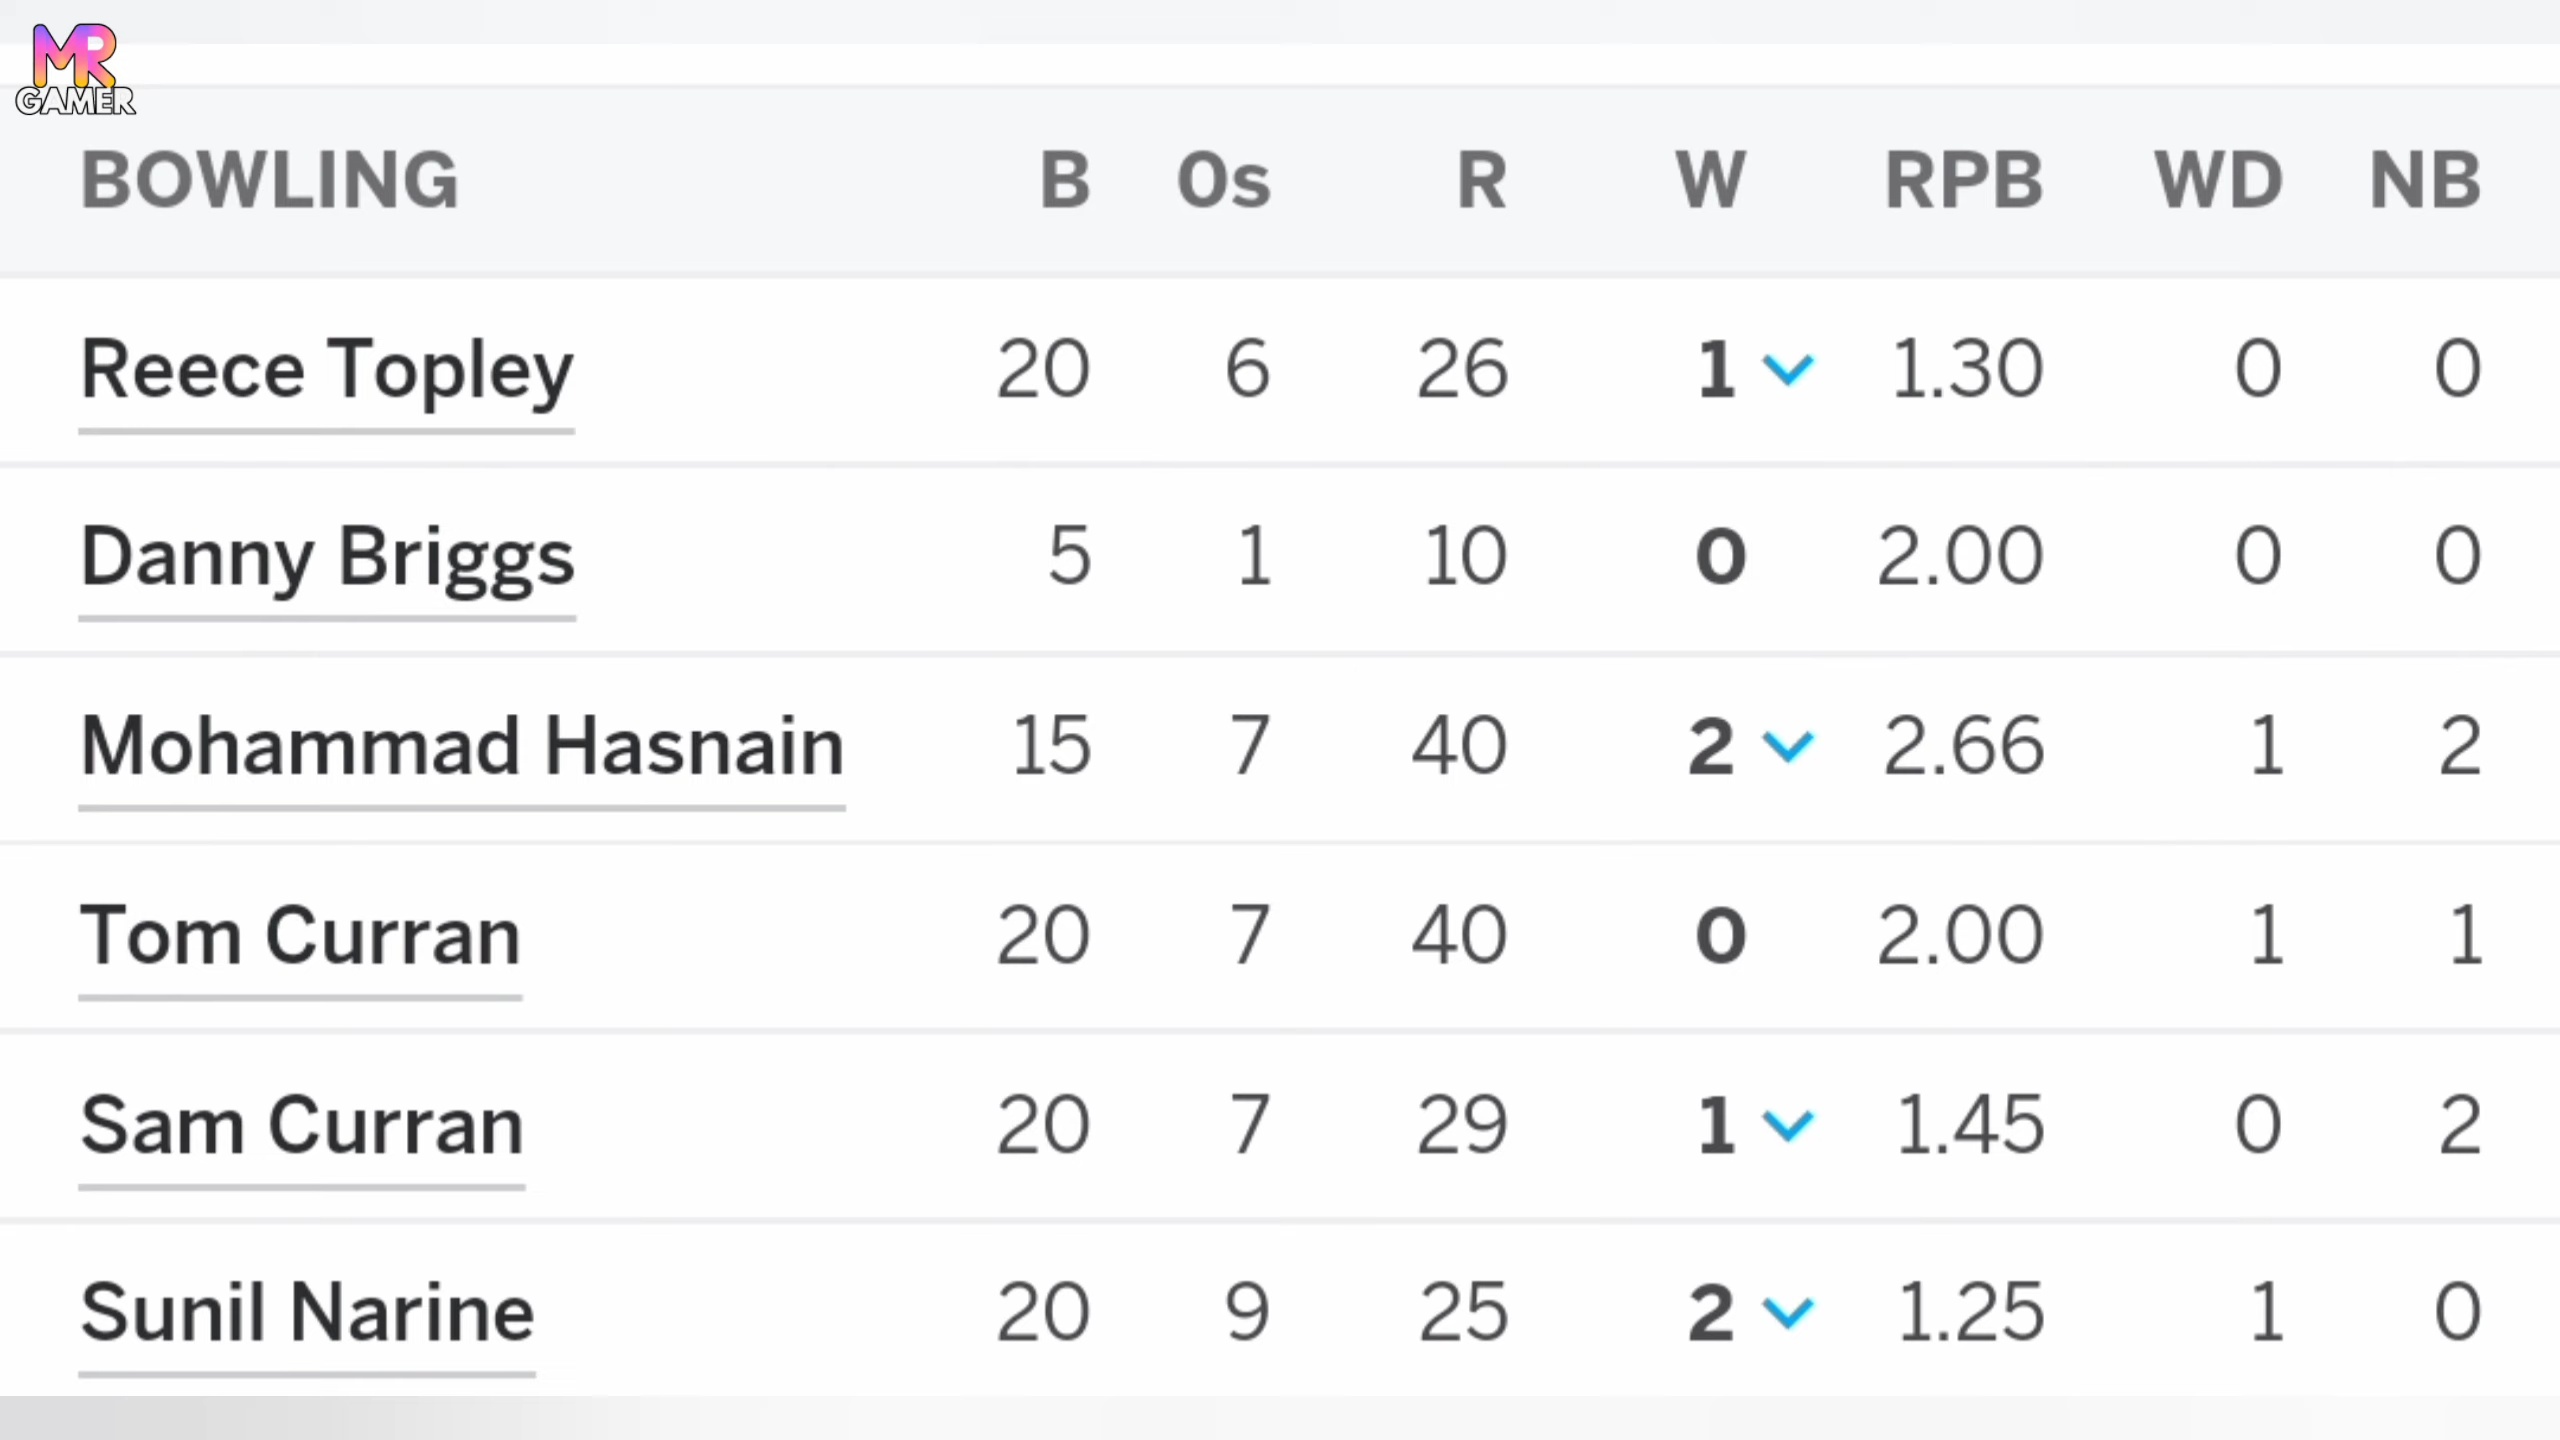 MR
GAMER
BOWLING B 0s R W RPB WD NB
Reece Topley 20 6 26 1 1.30 0 0
Danny Briggs 5 1 10 0 2.00 0 0
Mohammad Hasnain 15 7 40 2 2.66 1 2
Tom Curran 20 7 40 0 2.00 1 1
Sam Curran 20 7 29 1 1.45 0 2
Sunil Narine 20 9 25 2 1.25 1 0